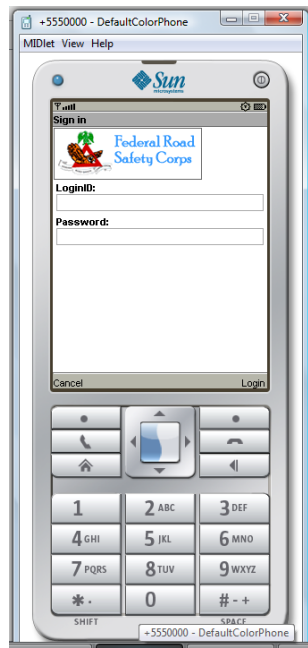 +5550000 - DefaultColorPhone
MIDlet View Help
Sun
microsystems
Sign in
Federal Road
Safety Corps
LoginID:
Password:
Cancel Login
1 2 ABC 3 DEF
4 GHI 5 JKL 6 MNO
7 PQRS 8 TUV 9 WXYZ
* . 0 # - +
SHIFT SPACE
+5550000 - DefaultColorPhone